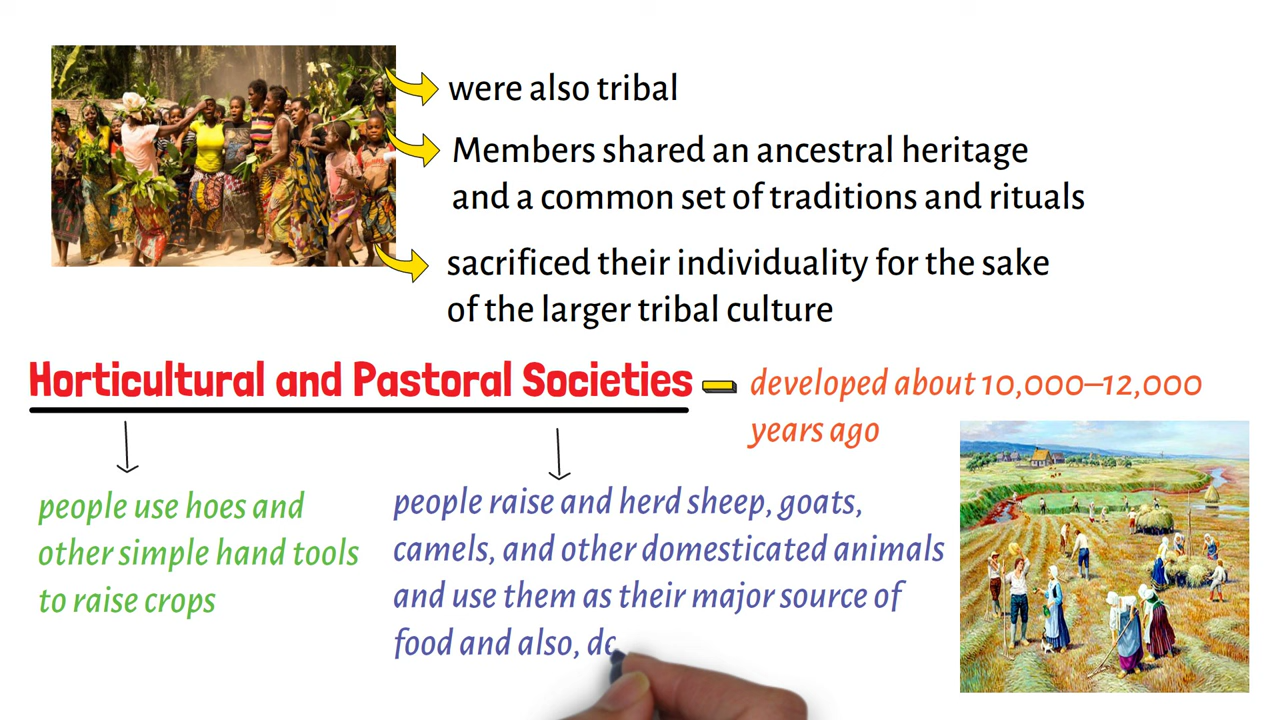 were also tribal
Members shared an ancestral heritage
and a common set of traditions and rituals
sacrificed their individuality for the sake
of the larger tribal culture
Horticultural and Pastoral Societies
developed about 10,000–12,000
years ago
people use hoes and
other simple hand tools
to raise crops
people raise and herd sheep, goats,
camels, and other domesticated animals
and use them as their major source of
food and also,